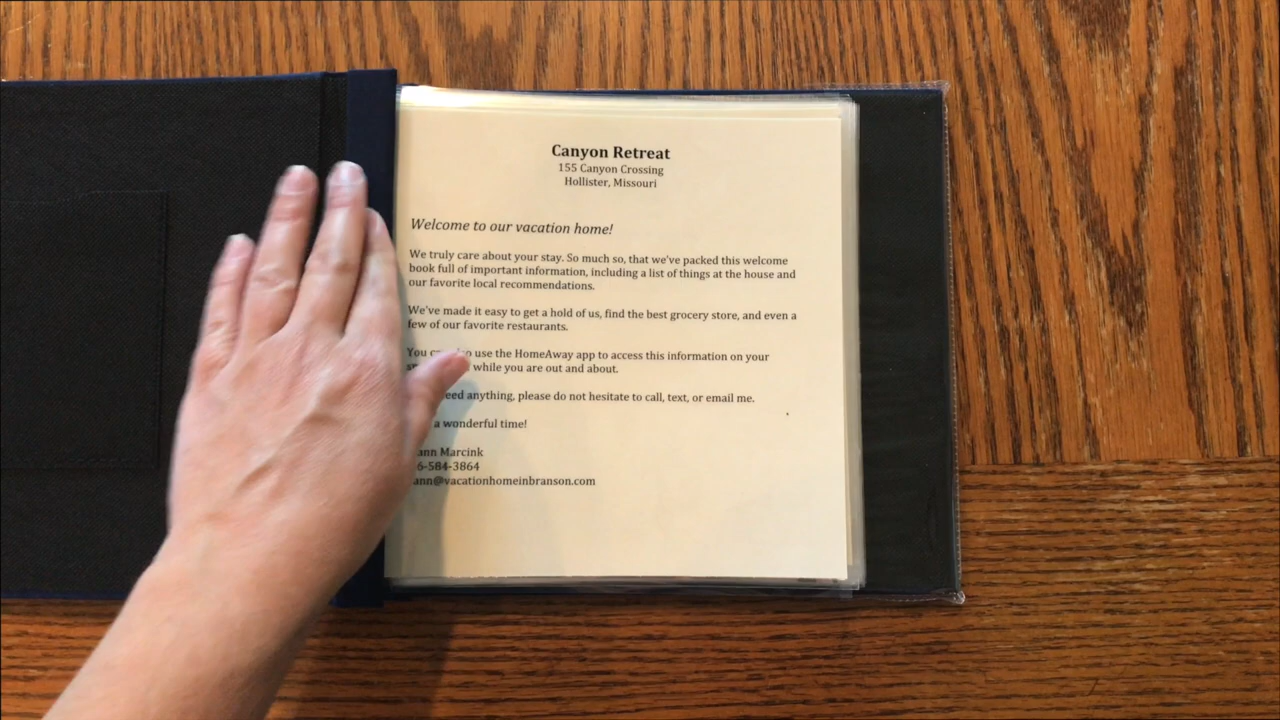 Canyon Retreat
155 Canyon Crossing
Hollister, Missouri
Welcome to our vacation home!
We truly care about your stay. So much so, that we've packed this welcome
book full of important information, including a list of things at the house and
our favorite local recommendations.
We've made it easy to get a hold of us, find the best grocery store, and even a
few of our favorite restaurants.
You use the HomeAway app to access this information on your
while you are out and about.
anything, please do not hesitate to call, text, or email me.
a wonderful time!
Marcink
6-584-3864
ann@vacationhomeinbranson.com